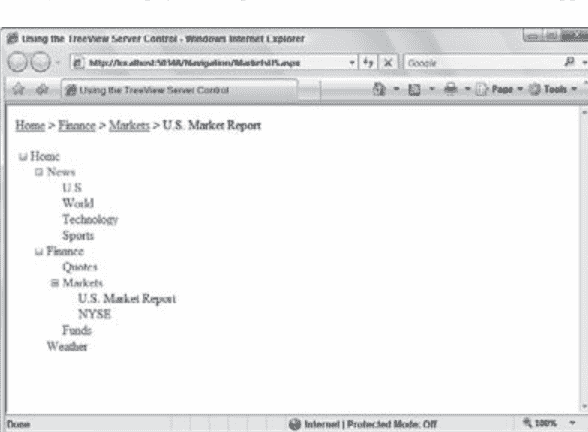 Using the TreeView Server Control - Windows Internet Explorer
Google
Using the TreeView Server Control
Page Tools
Home > Finance > Markets > U.S. Market Report
Home
News
U.S
World
Technology
Sports
Finance
Quotes
Markets
U.S. Market Report
NYSE
Funds
Weather
Done
Internet | Protected Mode: Off
100%